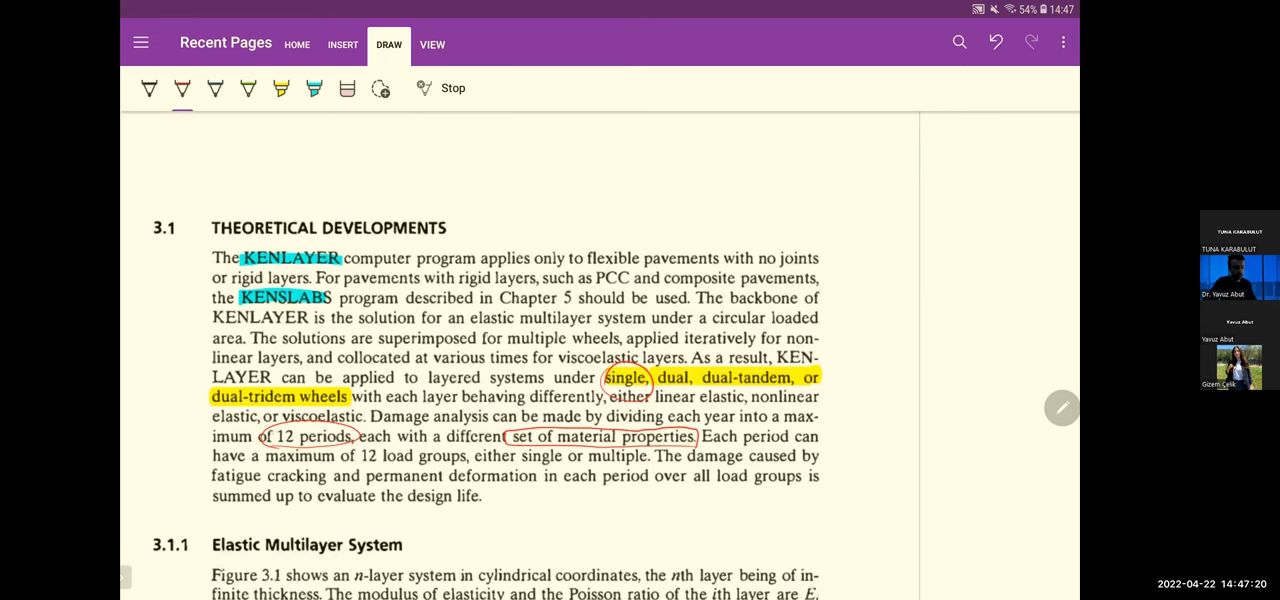 54% 14:47
Recent Pages HOME INSERT DRAW VIEW
Stop
3.1 THEORETICAL DEVELOPMENTS
The KENLAYER computer program applies only to flexible pavements with no joints
or rigid layers. For pavements with rigid layers, such as PCC and composite pavements,
the KENSLABS program described in Chapter 5 should be used. The backbone of
KENLAYER is the solution for an elastic multilayer system under a circular loaded
area. The solutions are superimposed for multiple wheels, applied iteratively for non-
linear layers, and collocated at various times for viscoelastic layers. As a result, KEN-
LAYER can be applied to layered systems under single, dual, dual-tandem, or
dual-tridem wheels with each layer behaving differently, either linear elastic, nonlinear
elastic, or viscoelastic. Damage analysis can be made by dividing each year into a max-
imum of 12 periods, each with a different set of material properties. Each period can
have a maximum of 12 load groups, either single or multiple. The damage caused by
fatigue cracking and permanent deformation in each period over all load groups is
summed up to evaluate the design life.
3.1.1 Elastic Multilayer System
Figure 3.1 shows an n-layer system in cylindrical coordinates, the nth layer being of in-
finite thickness. The modulus of elasticity and the Poisson ratio of the ith layer are E
TUNA KARABULUT
TUNA KARABULUT
Dr. Yavuz Abut
Yavuz Abut
Yavuz Abut
Gizem Çelik
2022-04-22 14:47:20